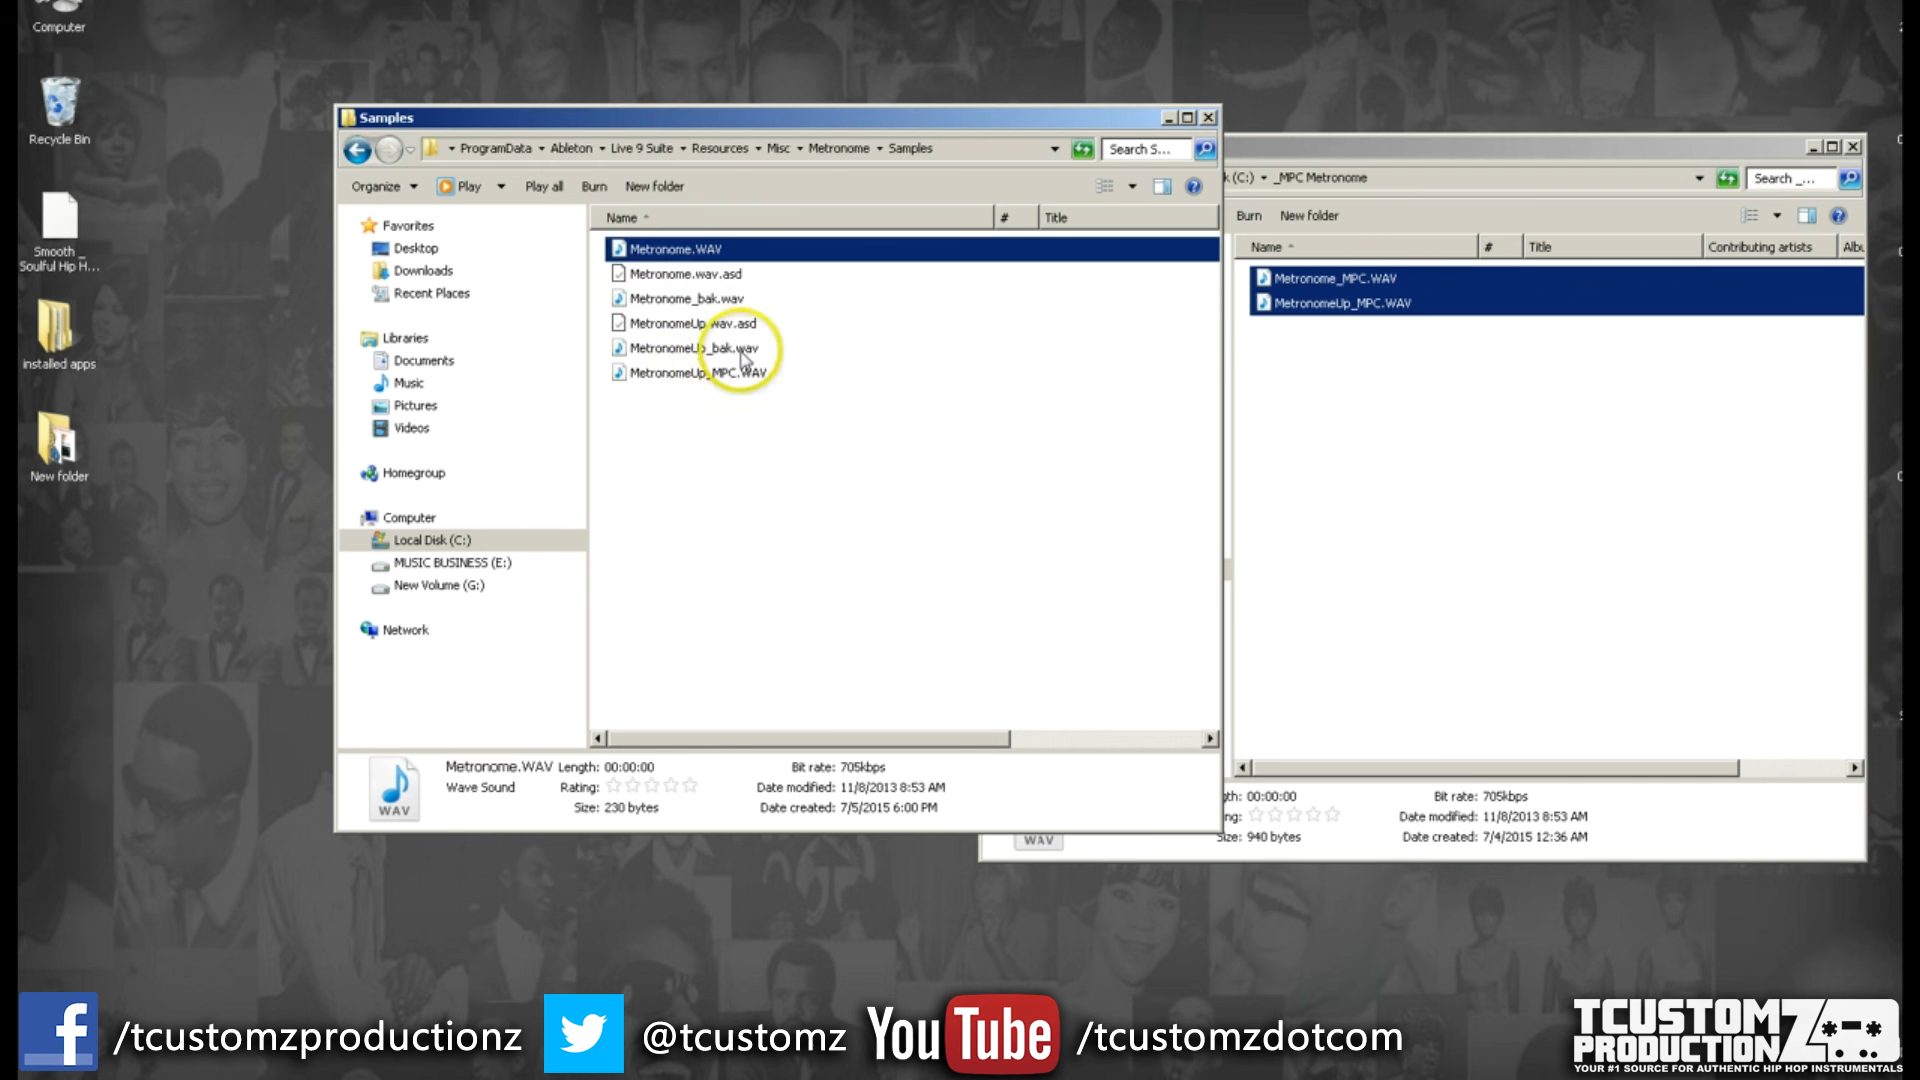 Computer
Recycle Bin
Smooth _
Soulful Hip H...
installed apps
New folder
Samples
ProgramData
Ableton
Live 9 Suite
Resources
Misc
Metronome
Samples
Search S...
Organize
Play
Play all
Burn
New folder
Favorites
Desktop
Downloads
Recent Places
Libraries
Documents
Music
Pictures
Videos
Homegroup
Computer
Local Disk (C:)
MUSIC BUSINESS (E:)
New Volume (G:)
Network
Name
#
Title
Metronome.WAV
Metronome.wav.asd
Metronome_bak.wav
MetronomeUp.wav.asd
MetronomeUp_bak.wav
MetronomeUp_MPC.WAV
WAV
Metronome.WAV Length: 00:00:00 Bit rate: 705kbps
Wave Sound Rating: Date modified: 11/8/2013 8:53 AM
Size: 230 bytes Date created: 7/5/2015 6:00 PM
(C:)
_MPC Metronome
Search _...
Burn
New folder
Name
#
Title
Contributing artists
Metronome_MPC.WAV
MetronomeUp_MPC.WAV
00:00:00 Bit rate: 705kbps
Date modified: 11/8/2013 8:53 AM
WAV Size: 940 bytes Date created: 7/4/2015 12:36 AM
f /tcustomzproductionz
@tcustomz
YouTube /tcustomzdotcom
TCUSTOMZ
PRODUCTIONZ
YOUR #1 SOURCE FOR AUTHENTIC HIP HOP INSTRUMENTALS